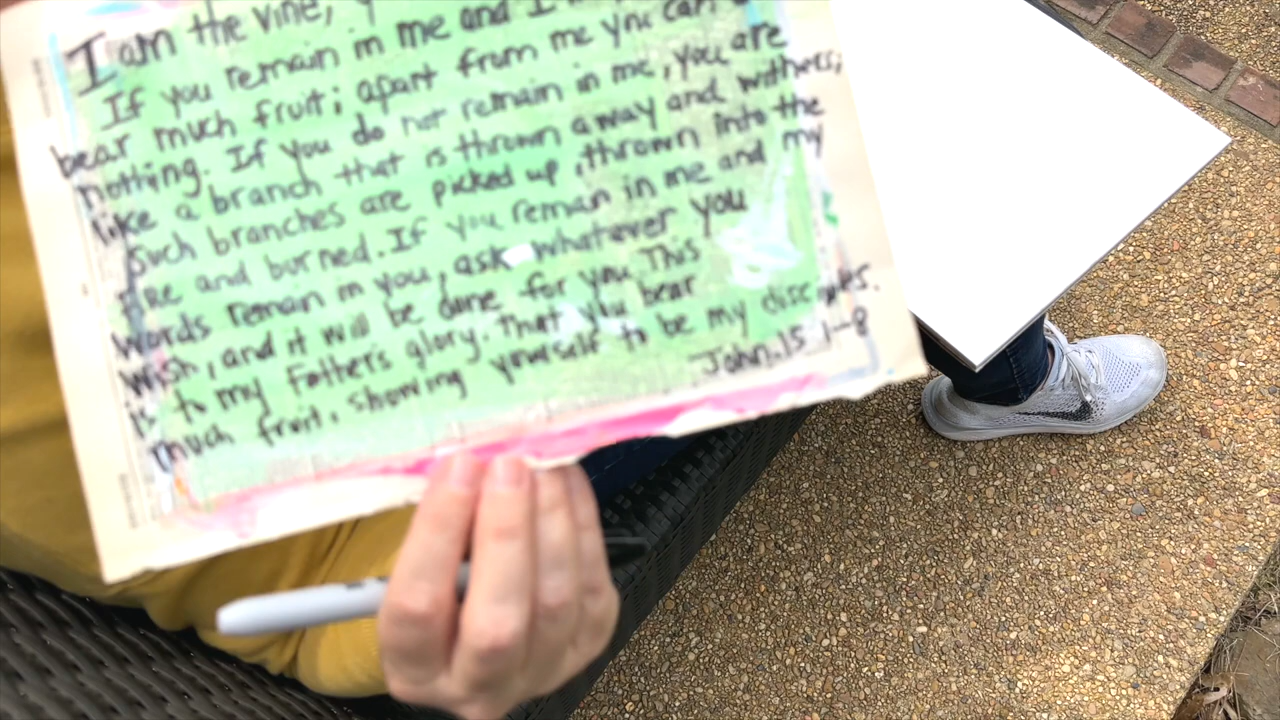 I am the vine, y
If you remain in me and I
bear much fruit; apart from me you can
nothing. If you do not remain in me, you are
like a branch that is thrown away and withers;
such branches are picked up, thrown into the
fire and burned. If you remain in me and my
words remain in you, ask whatever you
wish, and it will be done for you This
is to my Father's glory. That you bear
much fruit, showing yourself to be my disciples.
John. 15 1-8